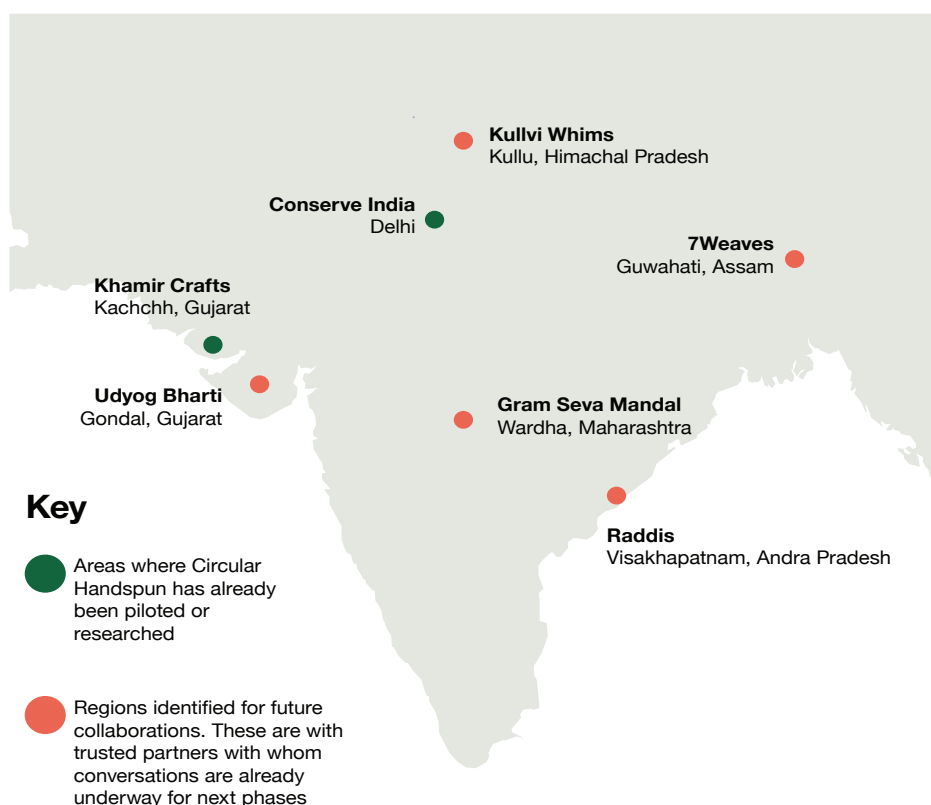 Kullvi Whims
Kullu, Himachal Pradesh
Conserve India
Delhi
7Weaves
Guwahati, Assam
Khamir Crafts
Kachchh, Gujarat
Udyog Bharti
Gondal, Gujarat
Gram Seva Mandal
Wardha, Maharashtra
Raddis
Visakhapatnam, Andra Pradesh
Key
Areas where Circular
Handspun has already
been piloted or
researched
Regions identified for future
collaborations. These are with
trusted partners with whom
conversations are already
underway for next phases